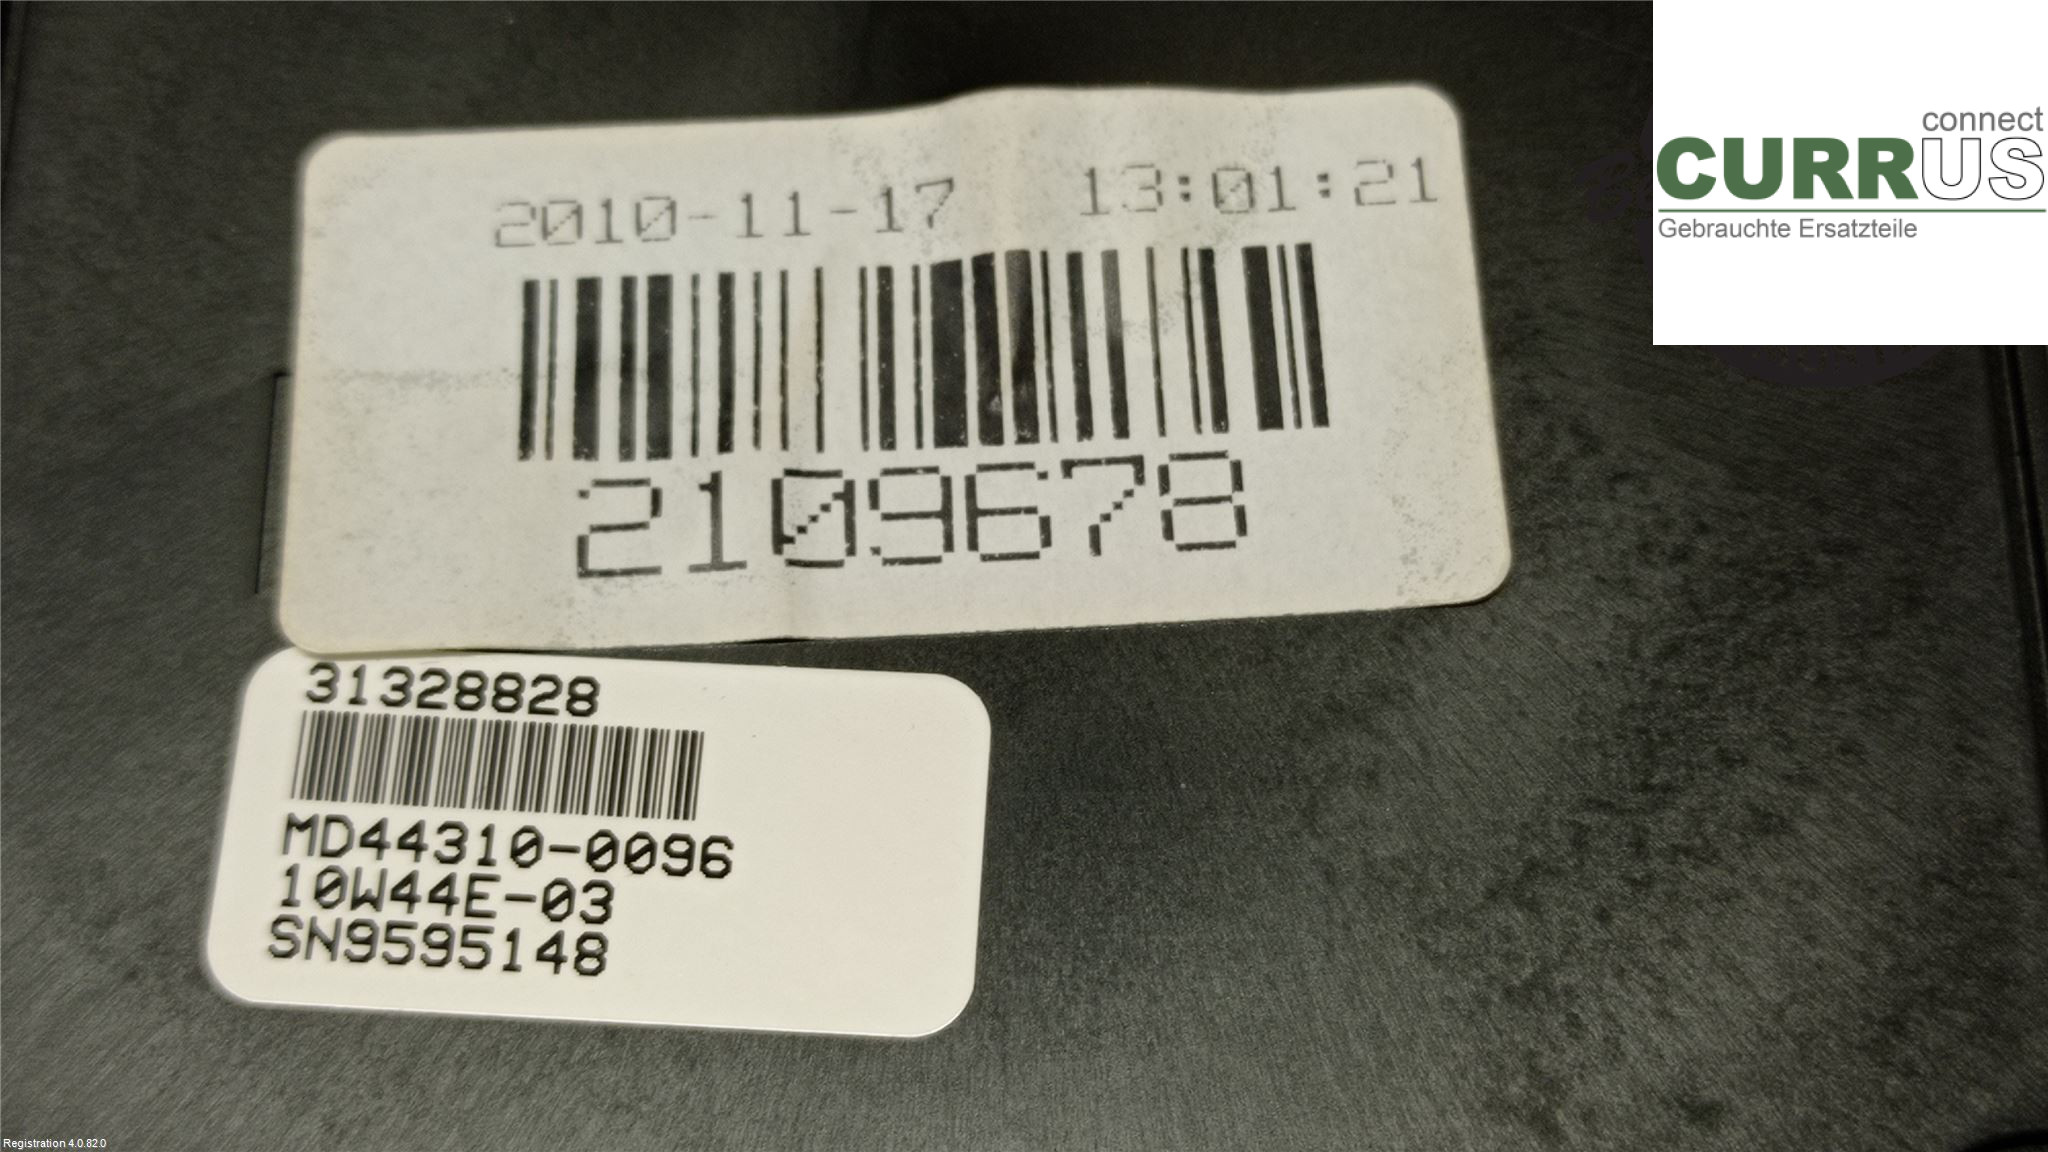 2010-11-17 13:01:21
2109678
31328828
MD44310-0096
10W44E-03
SN9595148
connect
CURRUS
Gebrauchte Ersatzteile
Registration 4.0.82.0